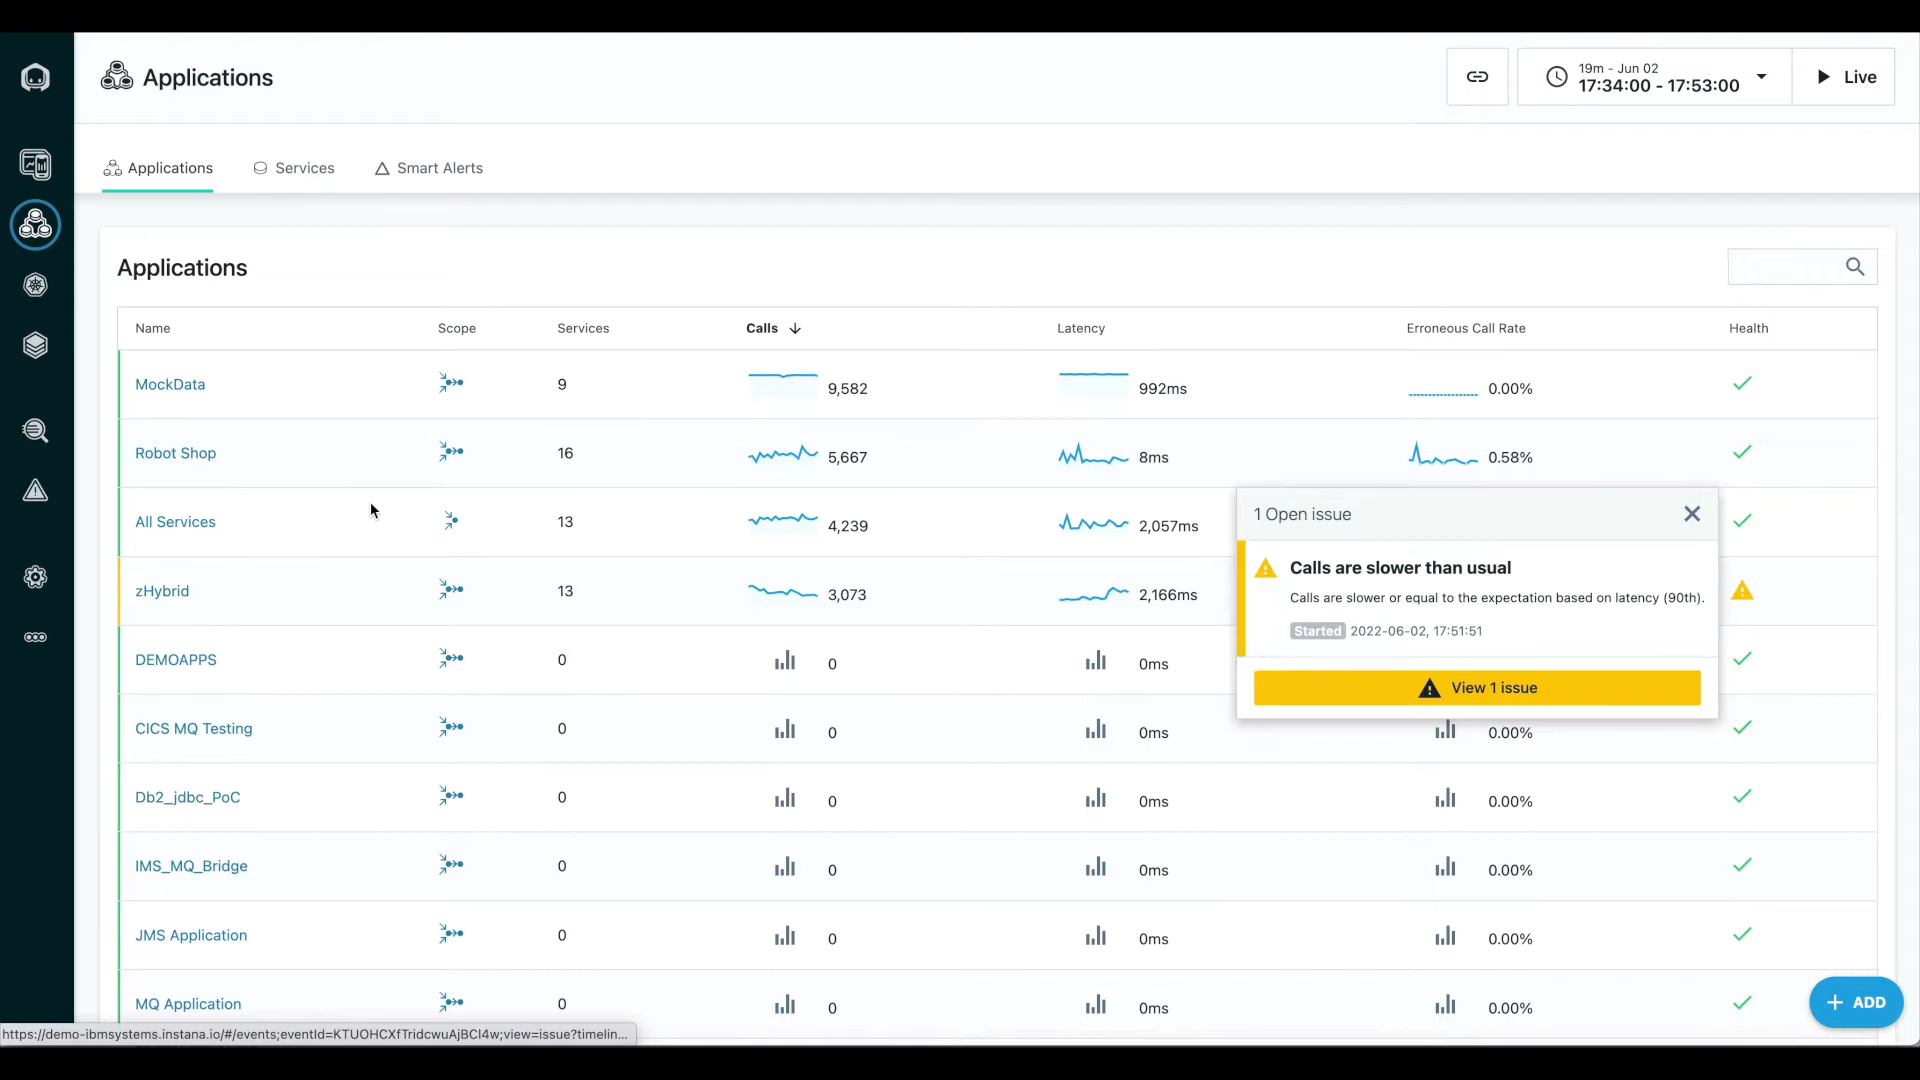 Applications
19m - Jun 02
17:34:00 - 17:53:00
Live
Applications
Services
Smart Alerts
Applications
Name Scope Services Calls Latency Erroneous Call Rate Health
MockData 9 9,582 992ms 0.00%
Robot Shop 16 5,667 8ms 0.58%
All Services 13 4,239 2,057ms
zHybrid 13 3,073 2,166ms
1 Open issue
Calls are slower than usual
Calls are slower or equal to the expectation based on latency (90th).
Started 2022-06-02, 17:51:51
View 1 issue
DEMOAPPS 0 0 0ms
CICS MQ Testing 0 0 0ms 0.00%
Db2_jdbc_PoC 0 0 0ms 0.00%
IMS_MQ_Bridge 0 0 0ms 0.00%
JMS Application 0 0 0ms 0.00%
MQ Application 0 0 0ms 0.00%
+ ADD
https://demo-ibmsystems.instana.io/#/events;eventId=KTUOHCXfTridcwuAjBCl4w;view=issue?timelin...